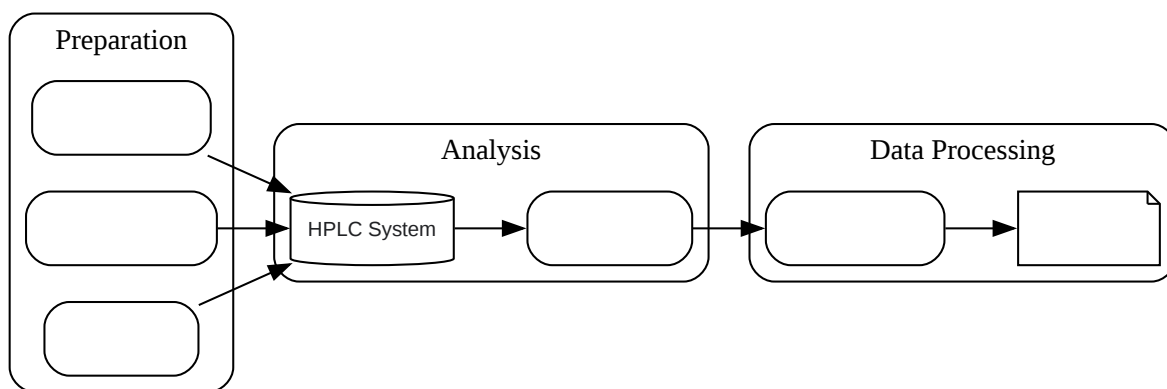 Preparation
Analysis
HPLC System
Data Processing